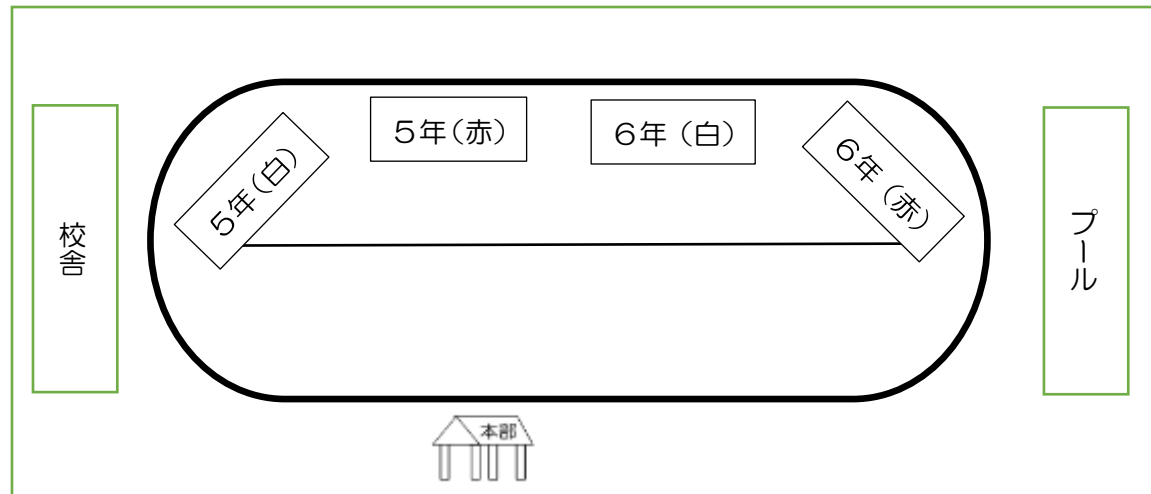 5年(赤)
6年(白)
5年(白)
6年(赤)
校舎
プール
本部